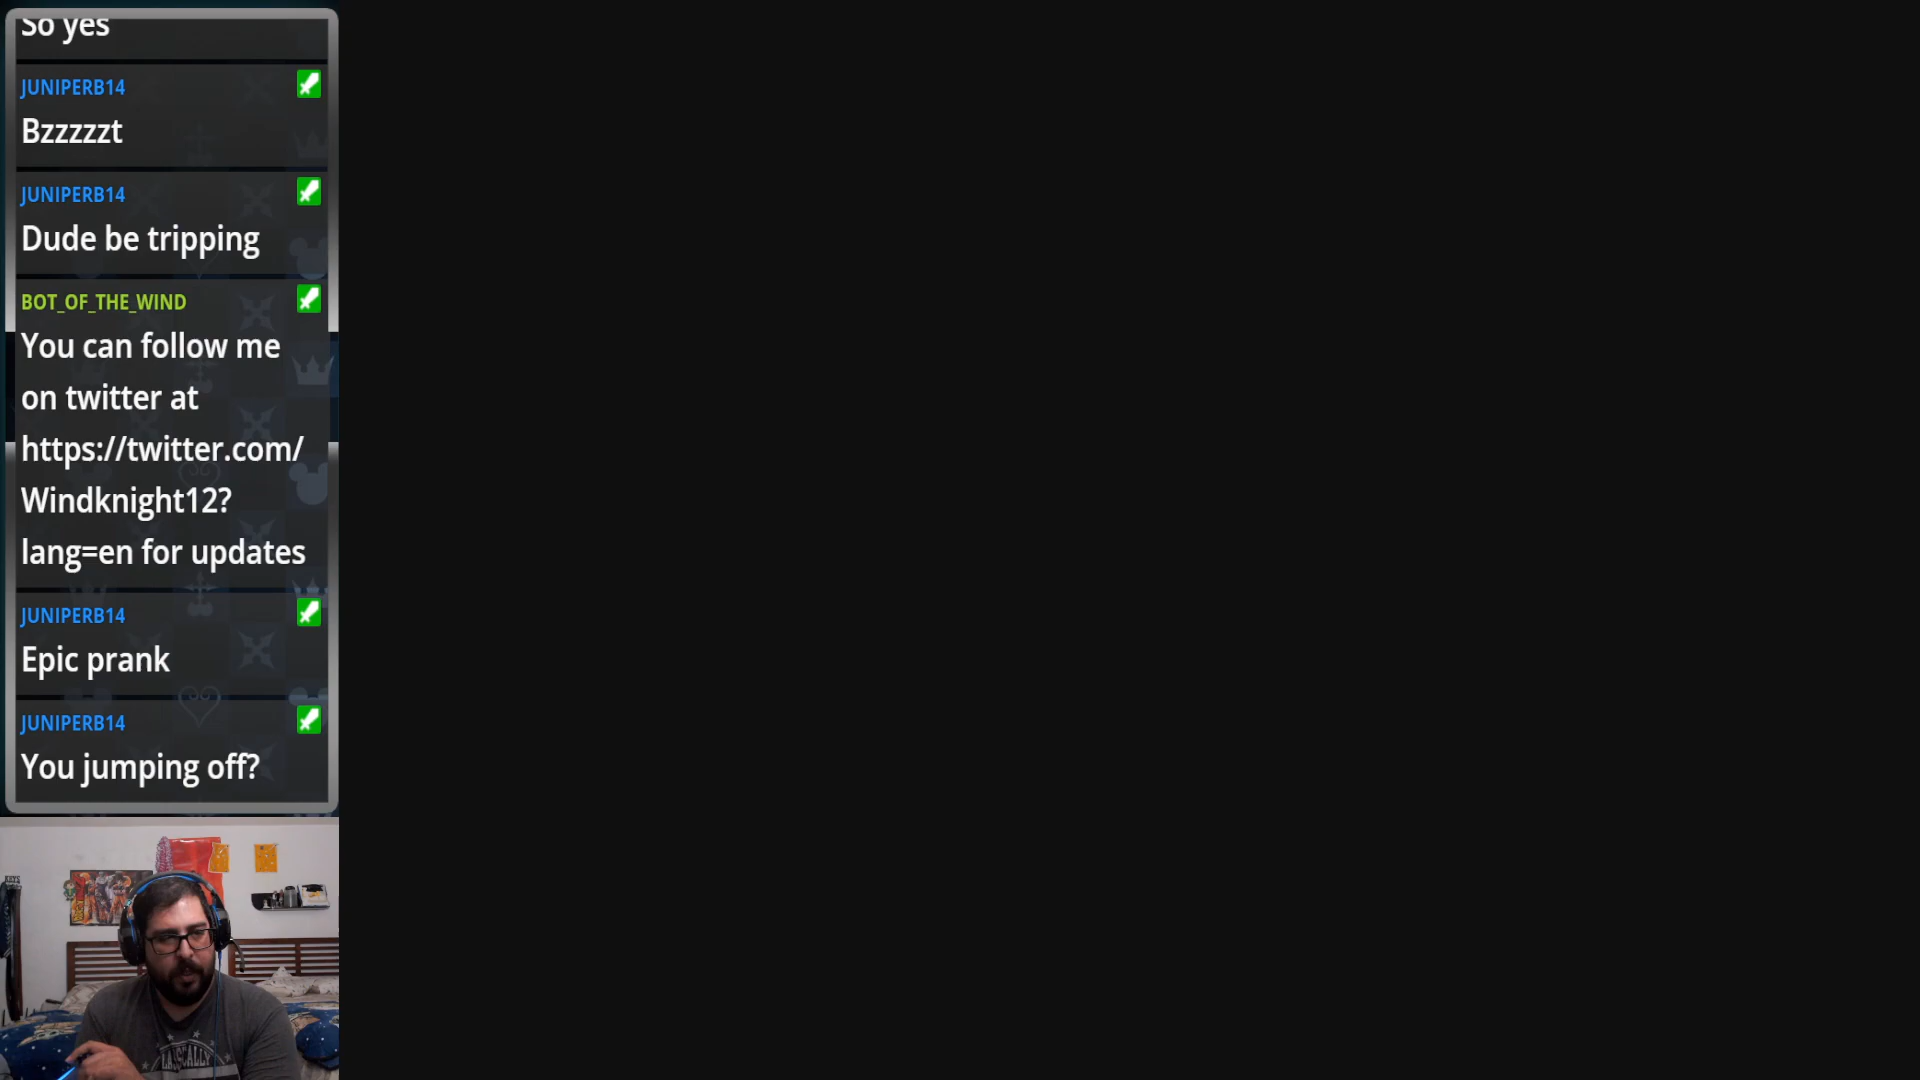 So yes
JUNIPERB14
Bzzzzzt
JUNIPERB14
Dude be tripping
BOT_OF_THE_WIND
You can follow me
on twitter at
https://twitter.com/
Windknight12?
lang=en for updates
JUNIPERB14
Epic prank
JUNIPERB14
You jumping off?